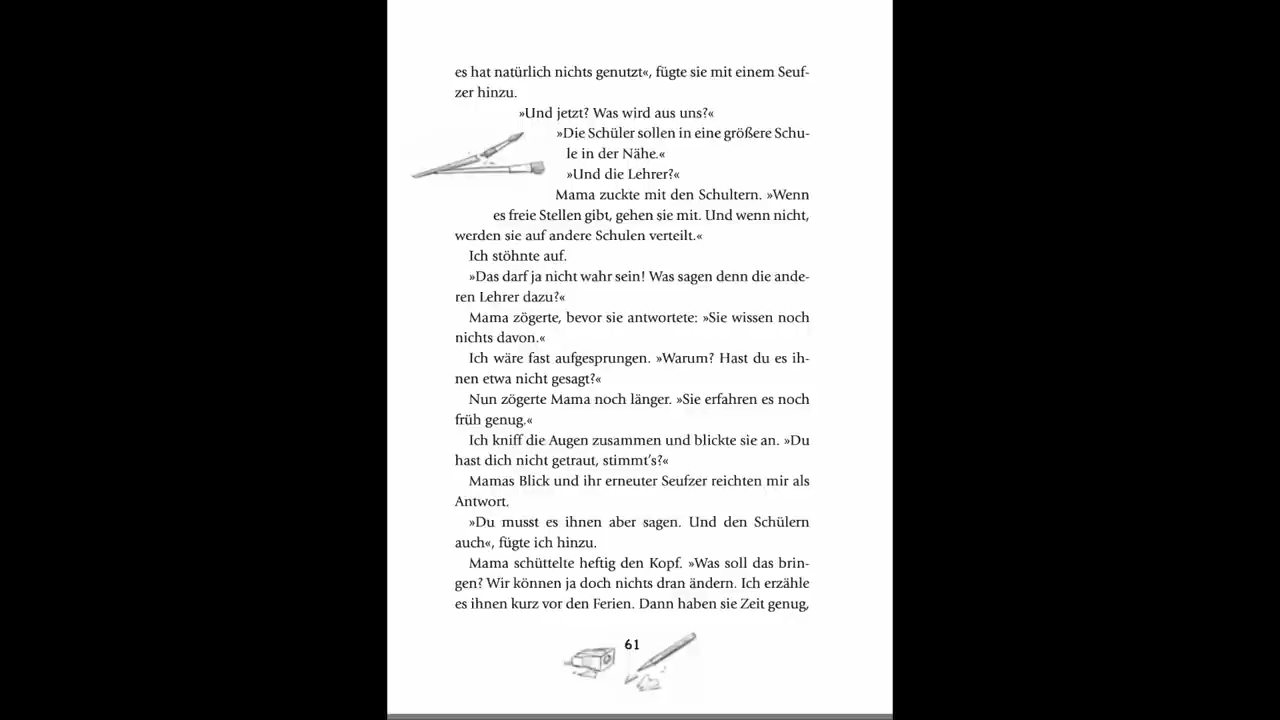 es hat natürlich nichts genutzt«, fügte sie mit einem Seuf-
zer hinzu.
»Und jetzt? Was wird aus uns?«
»Die Schüler sollen in eine größere Schu-
le in der Nähe.«
»Und die Lehrer?«
Mama zuckte mit den Schultern. »Wenn
es freie Stellen gibt, gehen sie mit. Und wenn nicht,
werden sie auf andere Schulen verteilt.«
Ich stöhnte auf.
»Das darf ja nicht wahr sein! Was sagen denn die ande-
ren Lehrer dazu?«
Mama zögerte, bevor sie antwortete: »Sie wissen noch
nichts davon.«
Ich wäre fast aufgesprungen. »Warum? Hast du es ih-
nen etwa nicht gesagt?«
Nun zögerte Mama noch länger. »Sie erfahren es noch
früh genug.«
Ich kniff die Augen zusammen und blickte sie an. »Du
hast dich nicht getraut, stimmt's?«
Mamas Blick und ihr erneuter Seufzer reichten mir als
Antwort.
»Du musst es ihnen aber sagen. Und den Schülern
auch«, fügte ich hinzu.
Mama schüttelte heftig den Kopf. »Was soll das brin-
gen? Wir können ja doch nichts dran ändern. Ich erzähle
es ihnen kurz vor den Ferien. Dann haben sie Zeit genug,
61